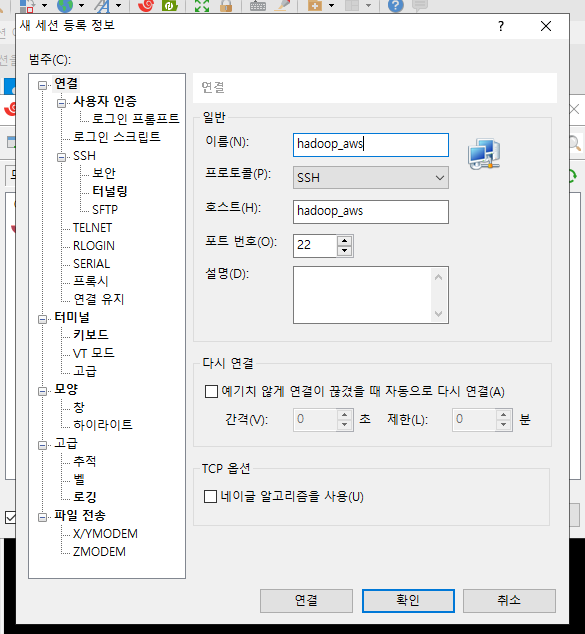 새 세션 등록 정보
범주(C):
연결
사용자 인증
로그인 프롬프트
로그인 스크립트
SSH
보안
터널링
SFTP
TELNET
RLOGIN
SERIAL
프록시
연결 유지
터미널
키보드
VT 모드
고급
모양
창
하이라이트
고급
추적
벨
로깅
파일 전송
X/YMODEM
ZMODEM
연결
일반
이름(N): hadoop_aws
프로토콜(P): SSH
호스트(H): hadoop_aws
포트 번호(O): 22
설명(D):
다시 연결
예기치 않게 연결이 끊겼을 때 자동으로 다시 연결(A)
간격(V): 0 초 제한(L): 0 분
TCP 옵션
네이글 알고리즘을 사용(U)
연결 확인 취소